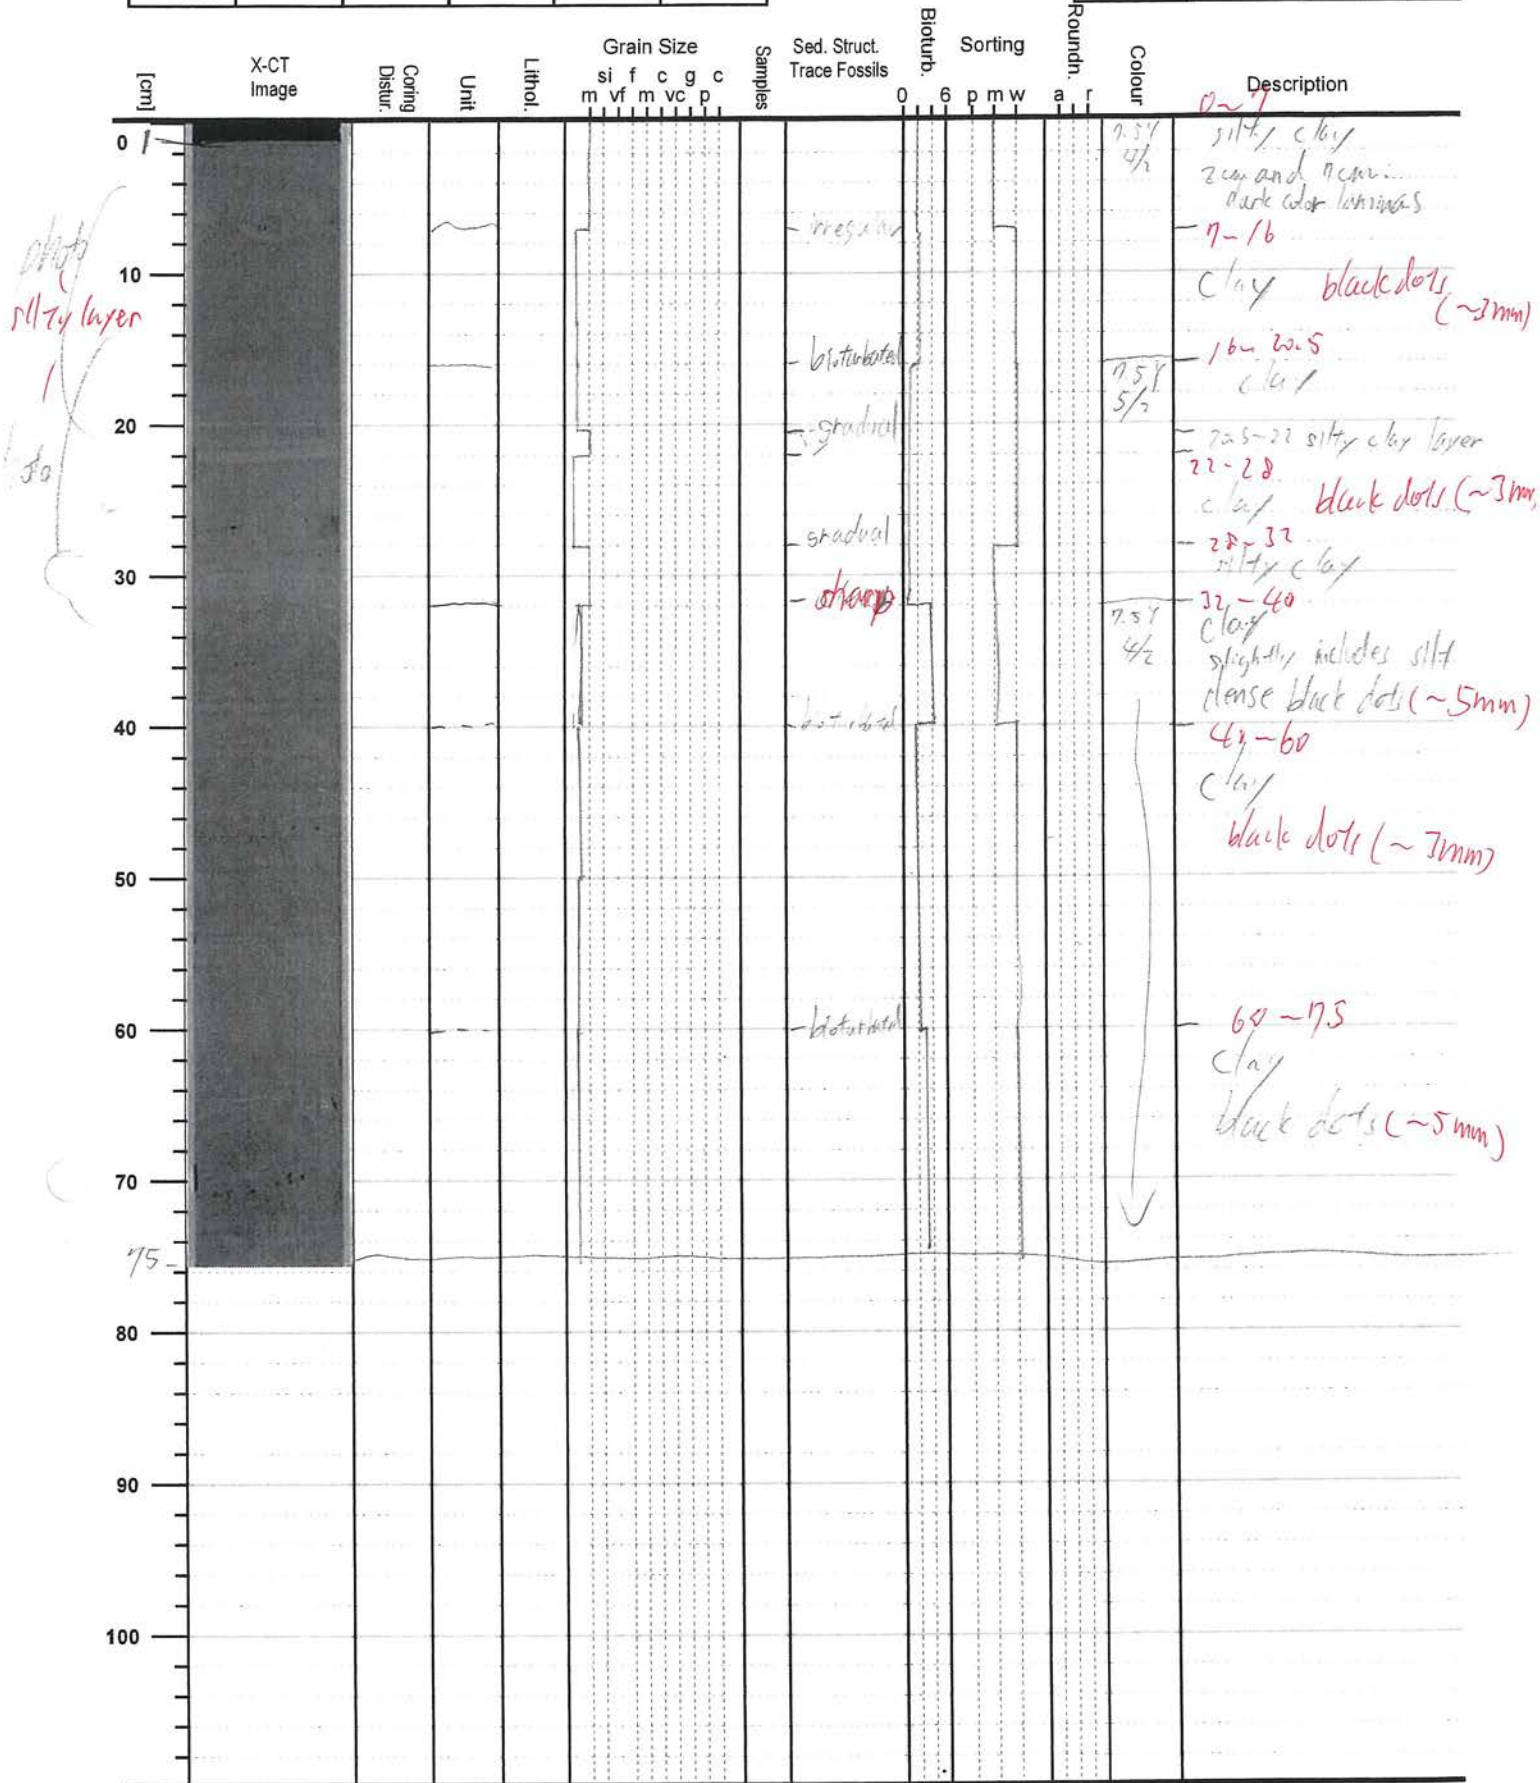 [cm]
X-CT
Image
Coring
Distur.
Unit
Lithol.
Grain Size
si f c g c
m vf m vc p
Samples
Sed. Struct.
Trace Fossils
Bioturb.
0 6
Sorting
p m w
Roundn.
a r
Colour
Description
0~7
0 1
7.5Y
4/2
silty clay
2cm and 7cm
dark color laminas
irregular
7~16
photo
silty layer
10
clay black dots
(~3mm)
bioturbated
16~20.5
7.5Y
5/2
clay
20
gradual
20.5~22 silty clay layer
22~28
clay black dots (~3mm)
gradual
28~32
silty clay
30
sharp
32~40
7.5Y
4/2
clay
slightly includes silt
dense black dots (~5mm)
40
bioturbated
40~60
clay
black dots (~3mm)
50
60
bioturbated
60~75
clay
black dots (~5mm)
70
75
80
90
100